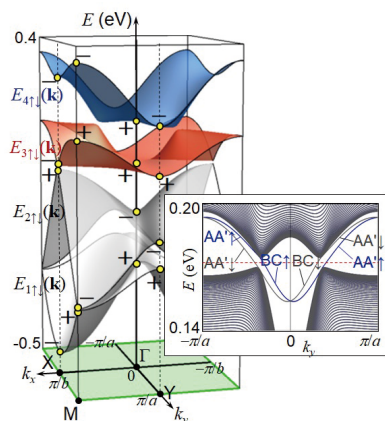 E (eV)
0.4
−
−
E4↑↓(k)
+
−
E3↑↓(k)
+
+
+
+
−
E2↑↓(k)
E1↑↓(k)
−
+
-0.5
X
−π/a
Γ
kx
π/b
0
−π/b
M
π/a
Y
ky
0.20
AA'↑
AA'↓
BC↑
BC↓
AA'↓
AA'↑
E (eV)
0.14
0
ky
π/a